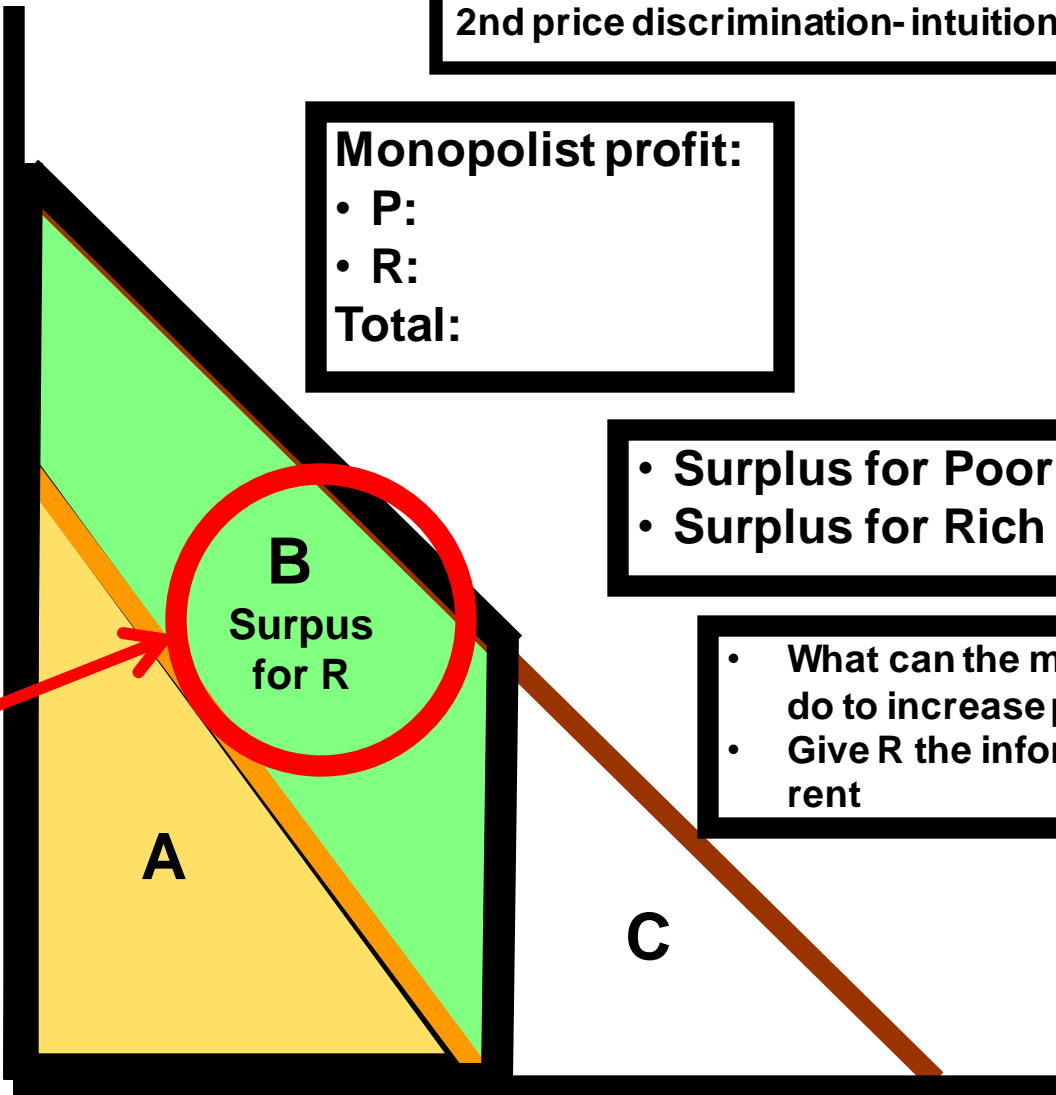 2nd price discrimination- intuition
Monopolist profit:
• P:
• R:
Total:
• Surplus for Poor
• Surplus for Rich
B
Surpus
for R
• What can the m
do to increase p
• Give R the infor
rent
A
C